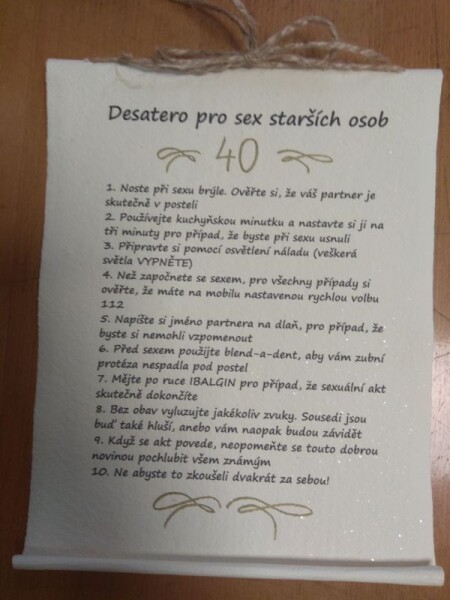 Desatero pro sex starších osob
40
1. Noste při sexu brýle. Ověřte si, že váš partner je
skutečně v posteli
2. Používejte kuchyňskou minutku a nastavte si ji na
tři minuty pro případ, že byste při sexu usnuli
3. Připravte si pomocí osvětlení náladu (veškerá
světla VYPNĚTE)
4. Než započnete se sexem, pro všechny případy si
ověřte, že máte na mobilu nastavenou rychlou volbu
112
5. Napište si jméno partnera na dlaň, pro případ, že
byste si nemohli vzpomenout
6. Před sexem použijte blend-a-dent, aby vám zubní
protéza nespadla pod postel
7. Mějte po ruce IBALGIN pro případ, že sexuální akt
skutečně dokončíte
8. Bez obav vyluzujte jakékoliv zvuky. Sousedi jsou
buď také hluší, anebo vám naopak budou závidět
9. Když se akt povede, neopomeňte se touto dobrou
novinou pochlubit všem známým
10. Ne abyste to zkoušeli dvakrát za sebou!